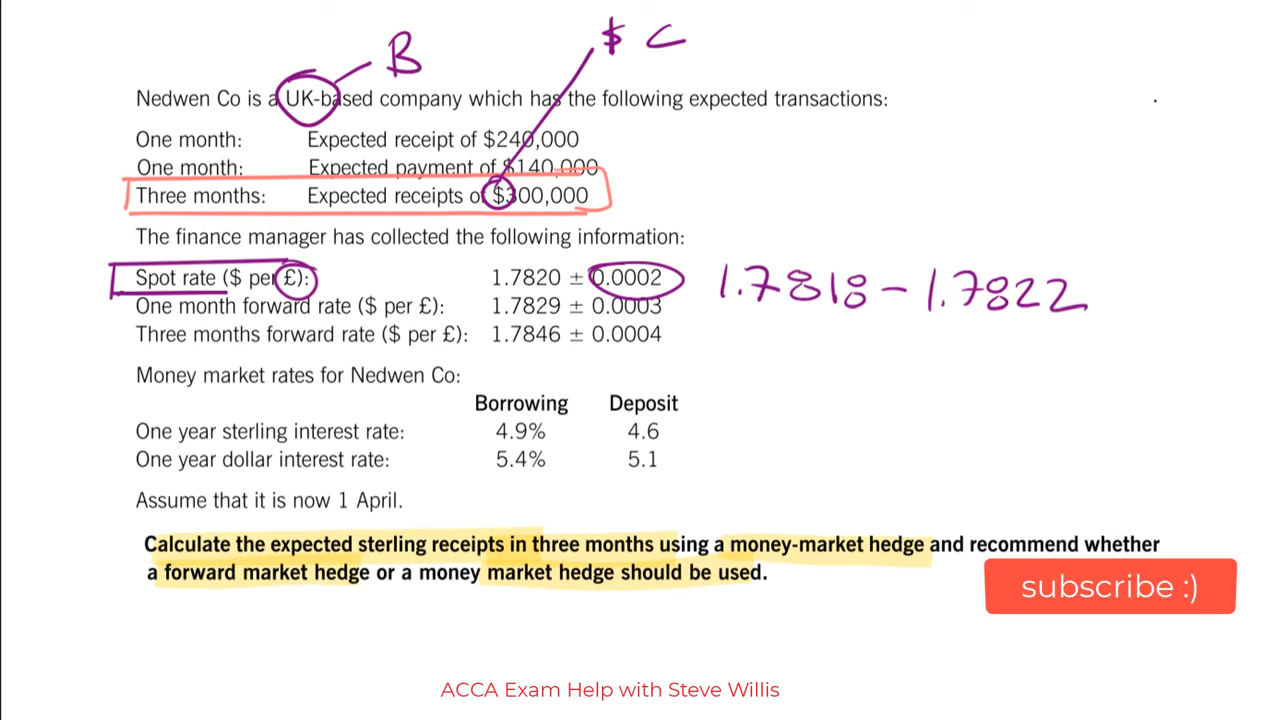 B
$ C
Nedwen Co is a UK-based company which has the following expected transactions:
One month: Expected receipt of $240,000
One month: Expected payment of $140,000
Three months: Expected receipts of $300,000
The finance manager has collected the following information:
Spot rate ($ per £): 1.7820 ± 0.0002 1.7818 – 1.7822
One month forward rate ($ per £): 1.7829 ± 0.0003
Three months forward rate ($ per £): 1.7846 ± 0.0004
Money market rates for Nedwen Co:
Borrowing Deposit
One year sterling interest rate: 4.9% 4.6
One year dollar interest rate: 5.4% 5.1
Assume that it is now 1 April.
Calculate the expected sterling receipts in three months using a money-market hedge and recommend whether
a forward market hedge or a money market hedge should be used.
subscribe :)
ACCA Exam Help with Steve Willis